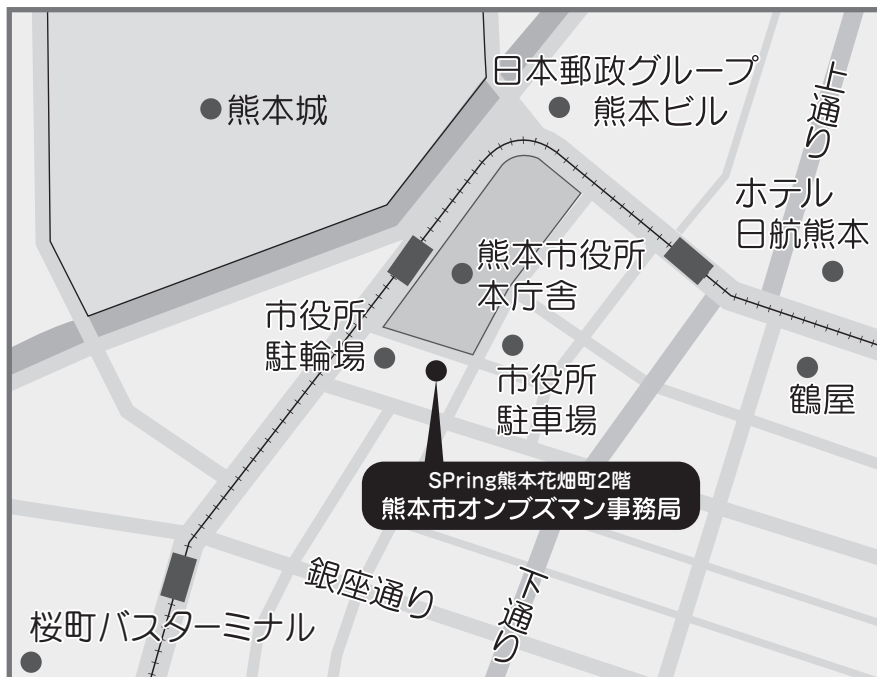 日本郵政グループ
熊本ビル
上通り
熊本城
ホテル
日航熊本
熊本市役所
本庁舎
市役所
駐輪場
市役所
駐車場
鶴屋
SPring熊本花畑町2階
熊本市オンブズマン事務局
銀座通り
下通り
桜町バスターミナル